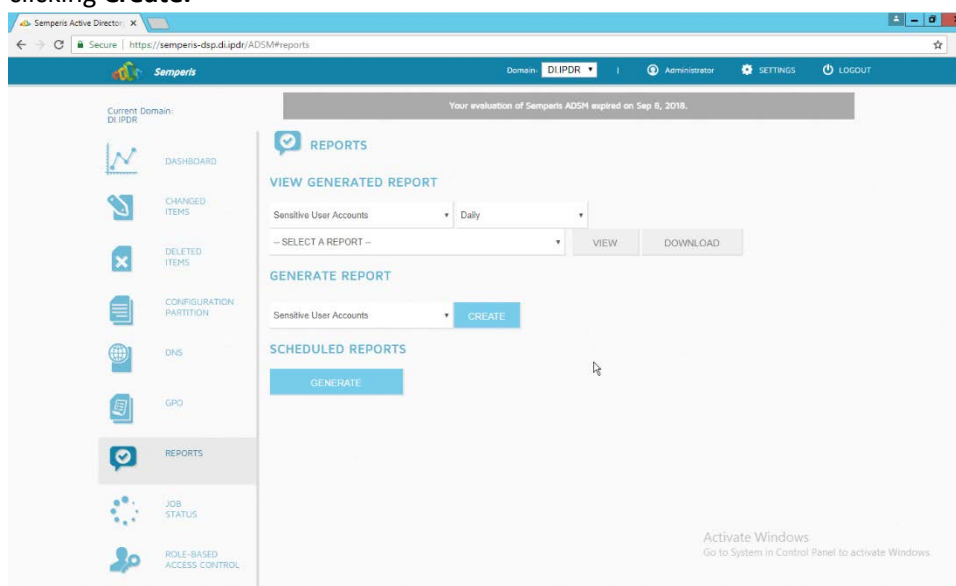 clicking Create.
Semperis Active Director
Secure | https://semperis-dsp.di.ipdr/ADSM#reports
Semperis
Domain: DI.IPDR
Administrator
SETTINGS
LOGOUT
Current Domain:
DI.IPDR
Your evaluation of Semperis ADSM expired on Sep 6, 2018.
REPORTS
DASHBOARD
VIEW GENERATED REPORT
CHANGED
ITEMS
Sensitive User Accounts
Daily
-- SELECT A REPORT --
VIEW
DOWNLOAD
DELETED
ITEMS
GENERATE REPORT
CONFIGURATION
PARTITION
Sensitive User Accounts
CREATE
SCHEDULED REPORTS
DNS
GENERATE
GPO
REPORTS
JOB
STATUS
ROLE-BASED
ACCESS CONTROL
Activate Windows
Go to System in Control Panel to activate Windows.